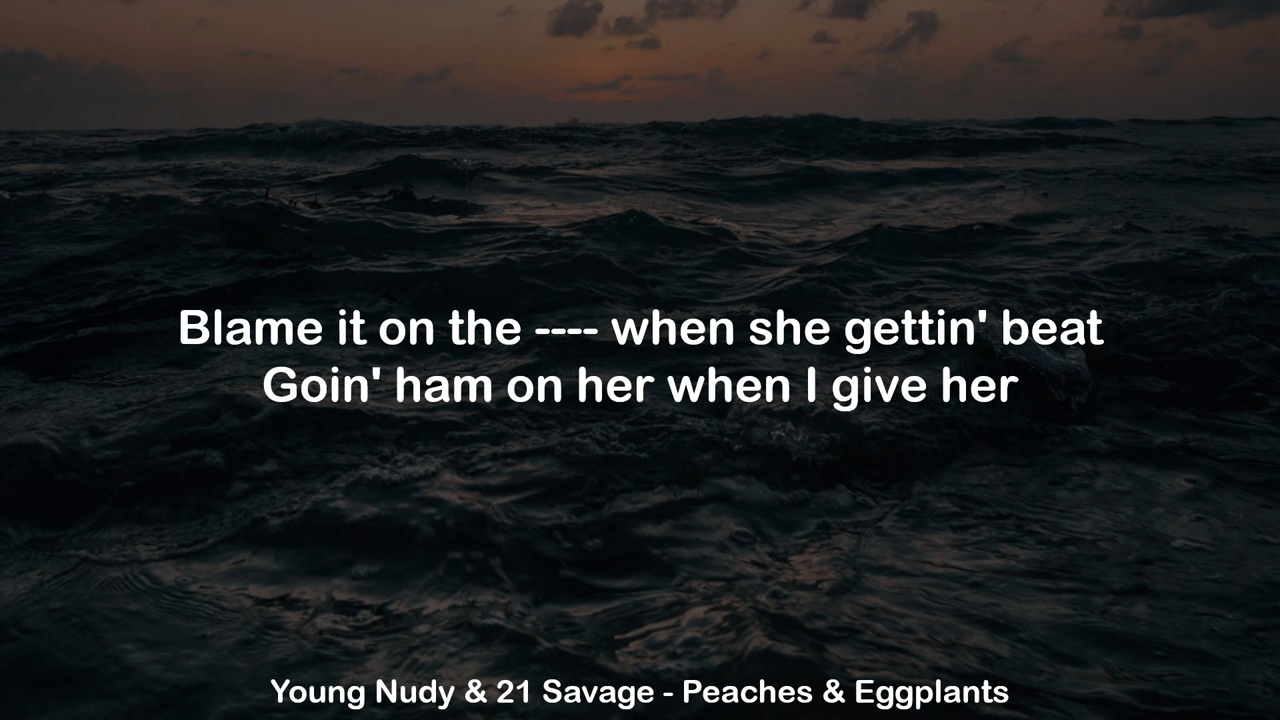 Blame it on the ---- when she gettin' beat
Goin' ham on her when I give her
Young Nudy & 21 Savage - Peaches & Eggplants